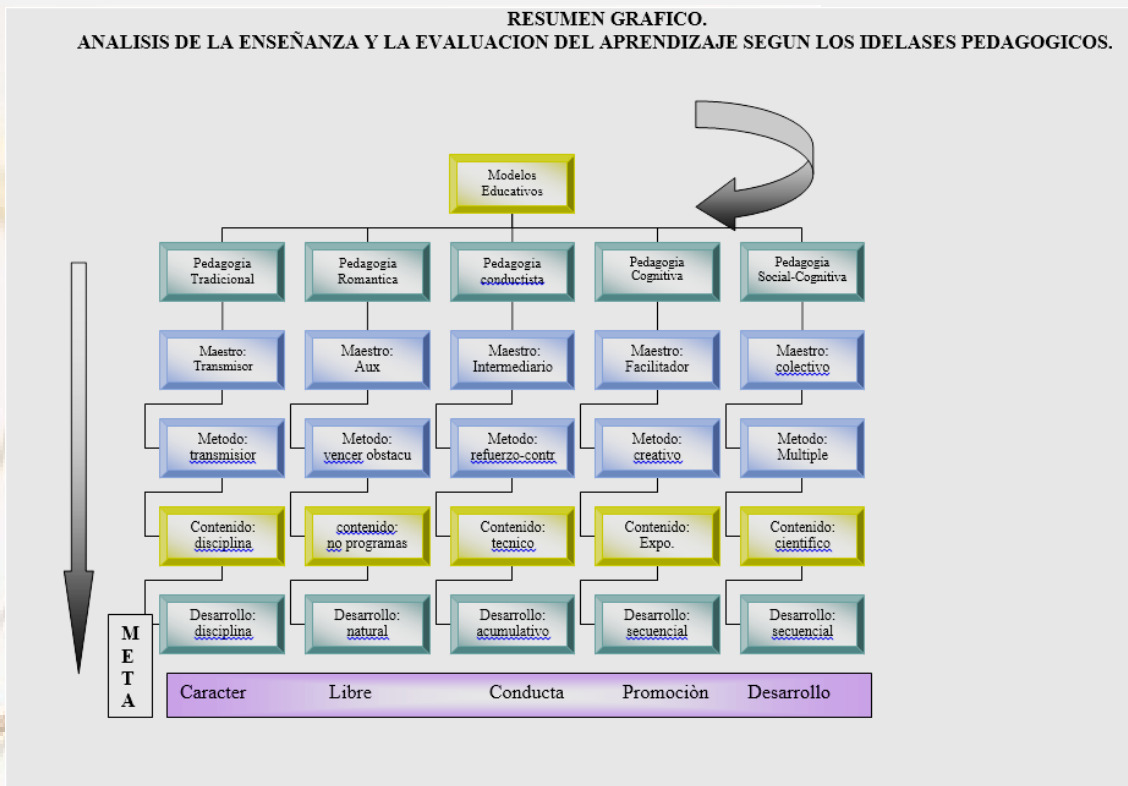 RESUMEN GRAFICO.
ANALISIS DE LA ENSEÑANZA Y LA EVALUACION DEL APRENDIZAJE SEGUN LOS IDELASES PEDAGOGICOS.
Modelos
Educativos
Pedagogia
Tradicional
Pedagogia
Romantica
Pedagogia
conductista
Pedagogia
Cognitiva
Pedagogia
Social-Cognitiva
Maestro:
Transmisor
Maestro:
Aux
Maestro:
Intermediario
Maestro:
Facilitador
Maestro:
colectivo
Metodo:
transmisior
Metodo:
vencer obstacu
Metodo:
refuerzo-contr
Metodo:
creativo
Metodo:
Multiple
Contenido:
disciplina
contenido:
no programas
Contenido:
tecnico
Contenido:
Expo.
Contenido:
cientifico
Desarrollo:
disciplina
Desarrollo:
natural
Desarrollo:
acumulativo
Desarrollo:
secuencial
Desarrollo:
secuencial
M
E
T
A
Caracter Libre Conducta Promociòn Desarrollo